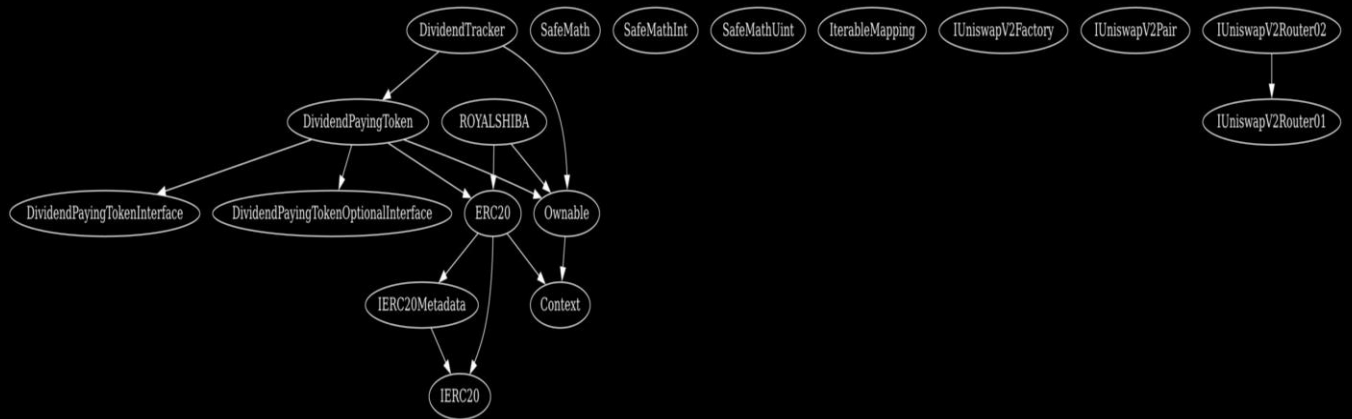 DividendTracker
SafeMath
SafeMathInt
SafeMathUint
IterableMapping
IUniswapV2Factory
IUniswapV2Pair
IUniswapV2Router02
DividendPayingToken
ROYALSHIBA
IUniswapV2Router01
DividendPayingTokenInterface
DividendPayingTokenOptionalInterface
ERC20
Ownable
IERC20Metadata
Context
IERC20